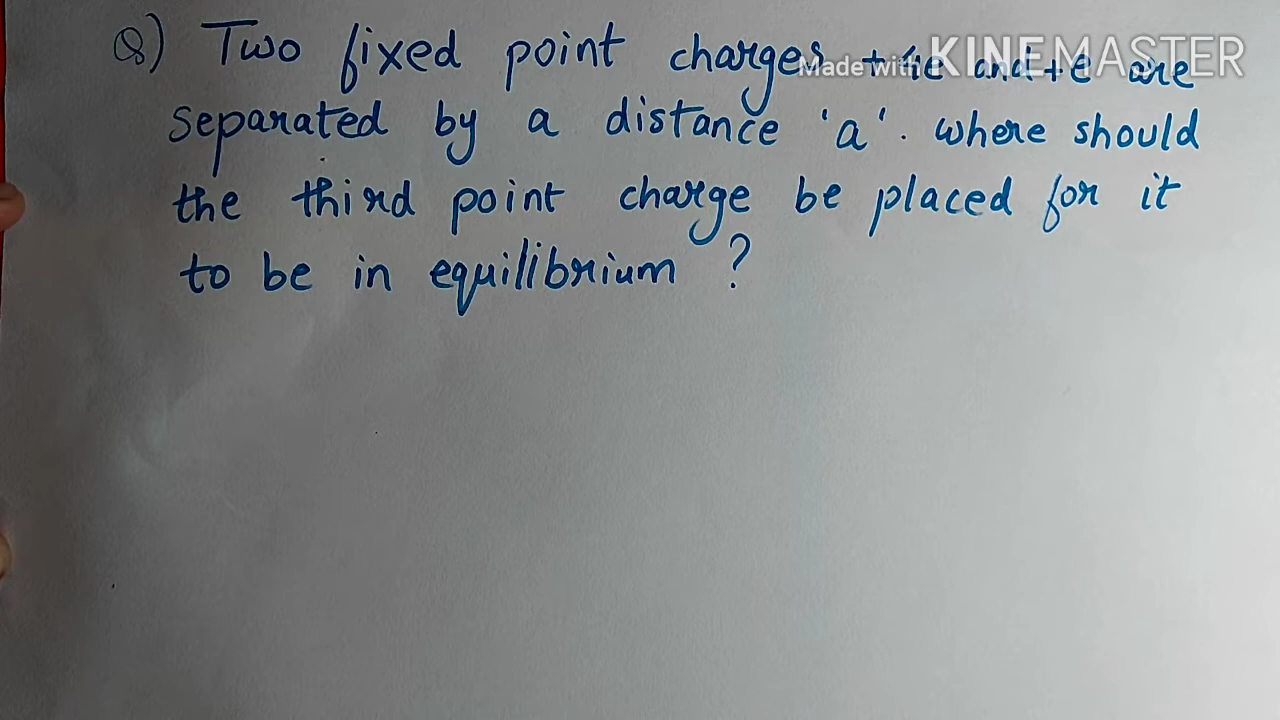 Q) Two fixed point charges +4e and +e are
separated by a distance 'a'. where should
the third point charge be placed for it
to be in equilibrium ?
Made with KINEMASTER